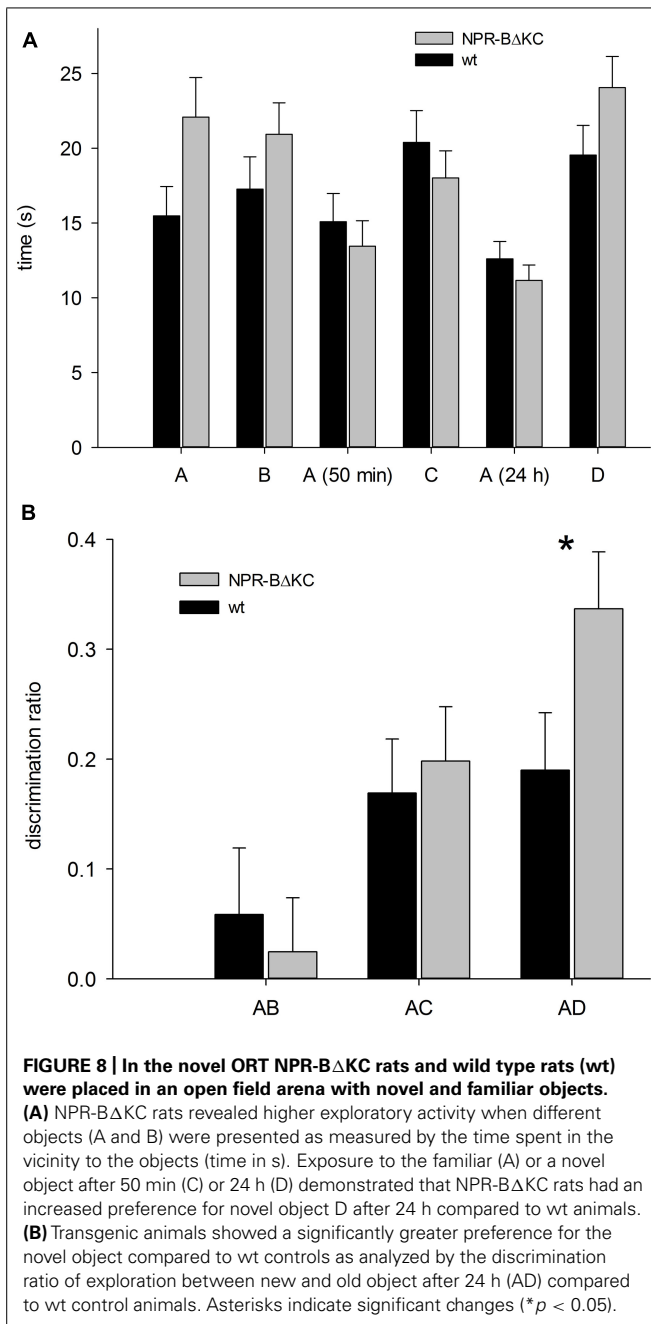 A
NPR-BΔKC
wt
25
20
15
10
5
0
time (s)
A B A (50 min) C A (24 h) D
B
0.4
*
NPR-BΔKC
wt
0.3
0.2
0.1
0.0
discrimination ratio
AB AC AD
FIGURE 8 | In the novel ORT NPR-BΔKC rats and wild type rats (wt)
were placed in an open field arena with novel and familiar objects.
(A) NPR-BΔKC rats revealed higher exploratory activity when different
objects (A and B) were presented as measured by the time spent in the
vicinity to the objects (time in s). Exposure to the familiar (A) or a novel
object after 50 min (C) or 24 h (D) demonstrated that NPR-BΔKC rats had an
increased preference for novel object D after 24 h compared to wt animals.
(B) Transgenic animals showed a significantly greater preference for the
novel object compared to wt controls as analyzed by the discrimination
ratio of exploration between new and old object after 24 h (AD) compared
to wt control animals. Asterisks indicate significant changes (*p < 0.05).